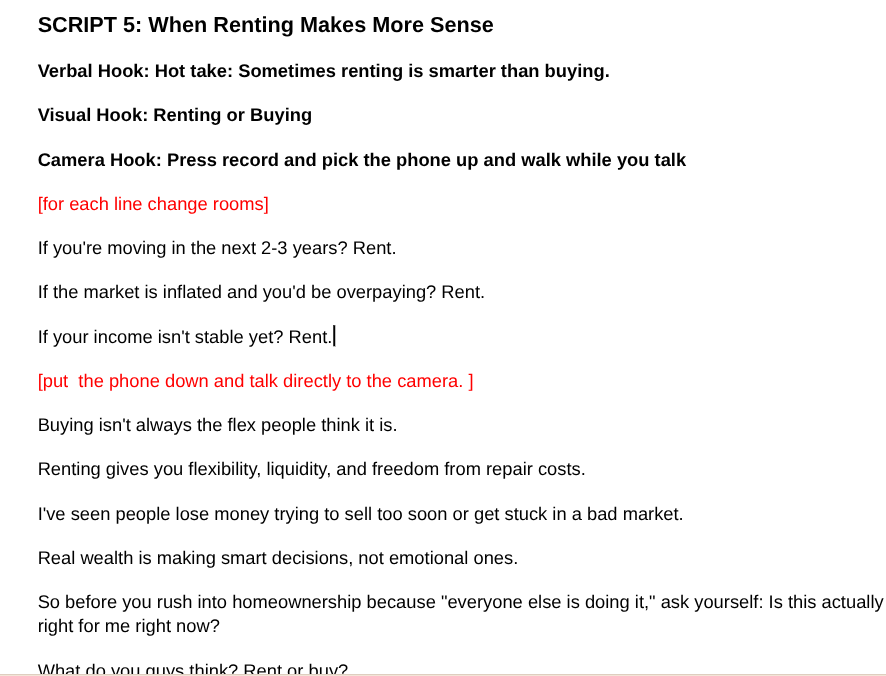 SCRIPT 5: When Renting Makes More Sense
Verbal Hook: Hot take: Sometimes renting is smarter than buying.
Visual Hook: Renting or Buying
Camera Hook: Press record and pick the phone up and walk while you talk
[for each line change rooms]
If you're moving in the next 2-3 years? Rent.
If the market is inflated and you'd be overpaying? Rent.
If your income isn't stable yet? Rent.
[put  the phone down and talk directly to the camera. ]
Buying isn't always the flex people think it is.
Renting gives you flexibility, liquidity, and freedom from repair costs.
I've seen people lose money trying to sell too soon or get stuck in a bad market.
Real wealth is making smart decisions, not emotional ones.
So before you rush into homeownership because "everyone else is doing it," ask yourself: Is this actually
right for me right now?
What do you guys think? Rent or buy?